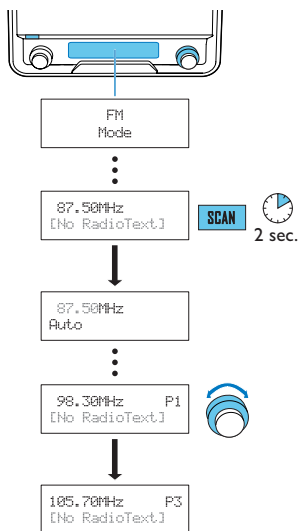 FM
Mode
87.50MHz
[No RadioText]
SCAN
2 sec.
87.50MHz
Auto
98.30MHz P1
[No RadioText]
105.70MHz P3
[No RadioText]